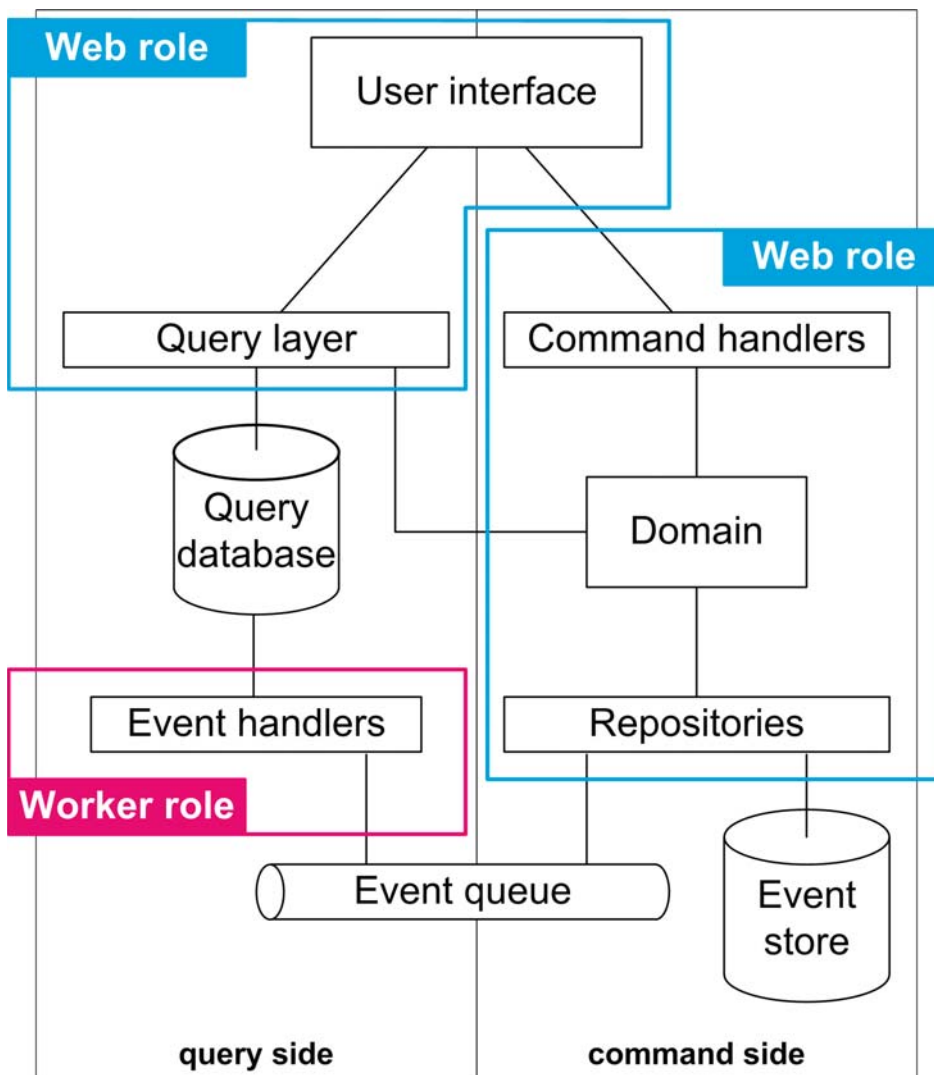 Web role
User interface
Web role
Query layer
Command handlers
Query
database
Domain
Event handlers
Repositories
Worker role
Event queue
Event
store
query side
command side